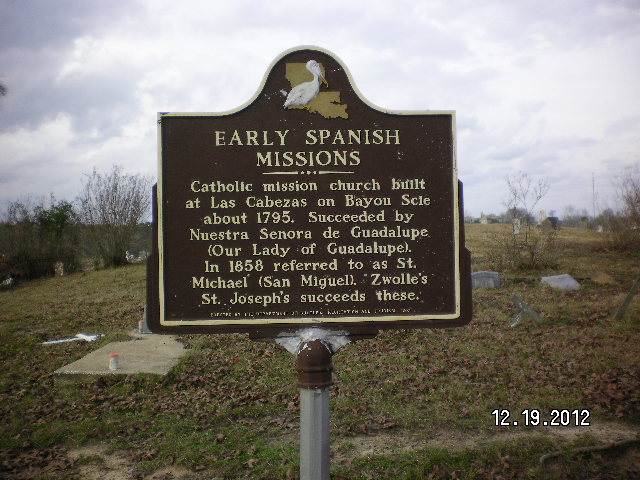 EARLY SPANISH
MISSIONS
Catholic mission church built
at Las Cabezas on Bayou Scie
about 1795. Succeeded by
Nuestra Senora de Guadalupe
(Our Lady of Guadalupe).
In 1858 referred to as St.
Michael (San Miguel). Zwolle's
St. Joseph's succeeds these.
12.19.2012